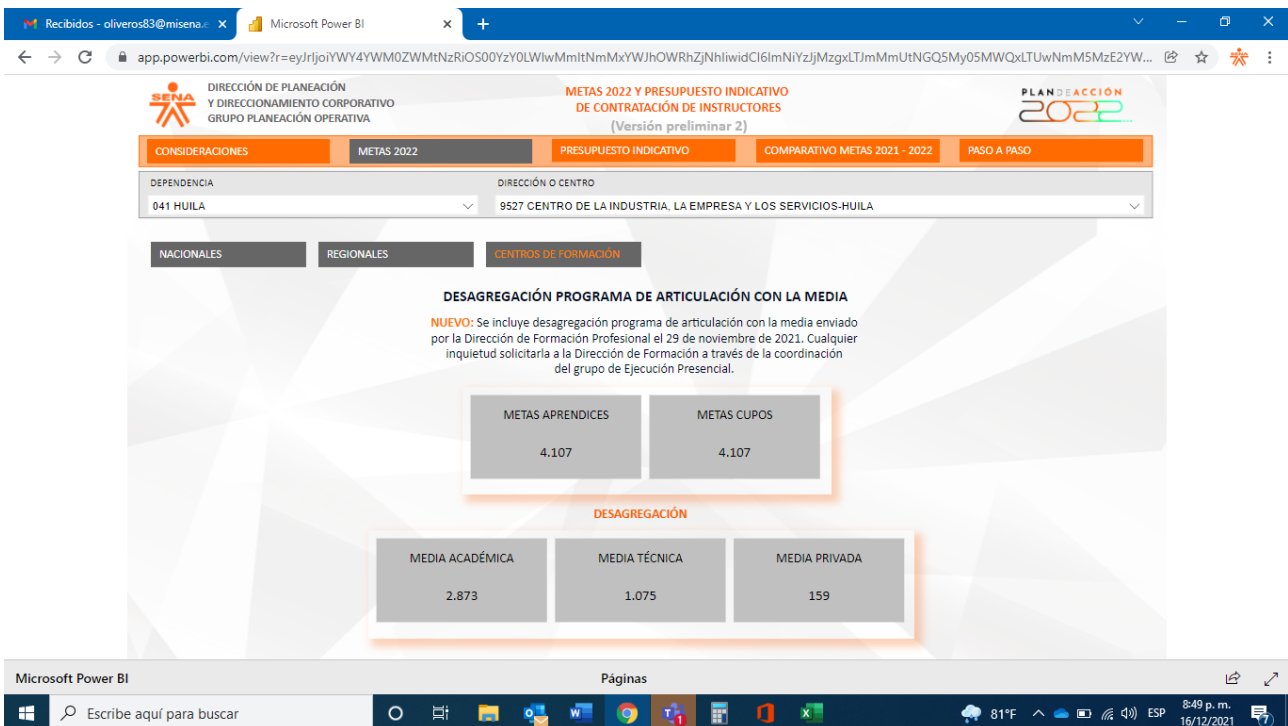 Recibidos - oliveros83@misena.e
Microsoft Power BI
app.powerbi.com/view?r=
SENA
DIRECCIÓN DE PLANEACIÓN
Y DIRECCIONAMIENTO CORPORATIVO
GRUPO PLANEACIÓN OPERATIVA
METAS 2022 Y PRESUPUESTO INDICATIVO
DE CONTRATACIÓN DE INSTRUCTORES
(Versión preliminar 2)
PLANDEACCIÓN
2022
CONSIDERACIONES
METAS 2022
PRESUPUESTO INDICATIVO
COMPARATIVO METAS 2021 - 2022
PASO A PASO
DEPENDENCIA
DIRECCIÓN O CENTRO
041 HUILA
9527 CENTRO DE LA INDUSTRIA, LA EMPRESA Y LOS SERVICIOS-HUILA
NACIONALES
REGIONALES
CENTROS DE FORMACIÓN
DESAGREGACIÓN PROGRAMA DE ARTICULACIÓN CON LA MEDIA
NUEVO: Se incluye desagregación programa de articulación con la media enviado
por la Dirección de Formación Profesional el 29 de noviembre de 2021. Cualquier
inquietud solicitarla a la Dirección de Formación a través de la coordinación
del grupo de Ejecución Presencial.
METAS APRENDICES
METAS CUPOS
4.107
4.107
DESAGREGACIÓN
MEDIA ACADÉMICA
MEDIA TÉCNICA
MEDIA PRIVADA
2.873
1.075
159
Microsoft Power BI
Páginas
Escribe aquí para buscar
81°F
ESP
8:49 p. m.
16/12/2021